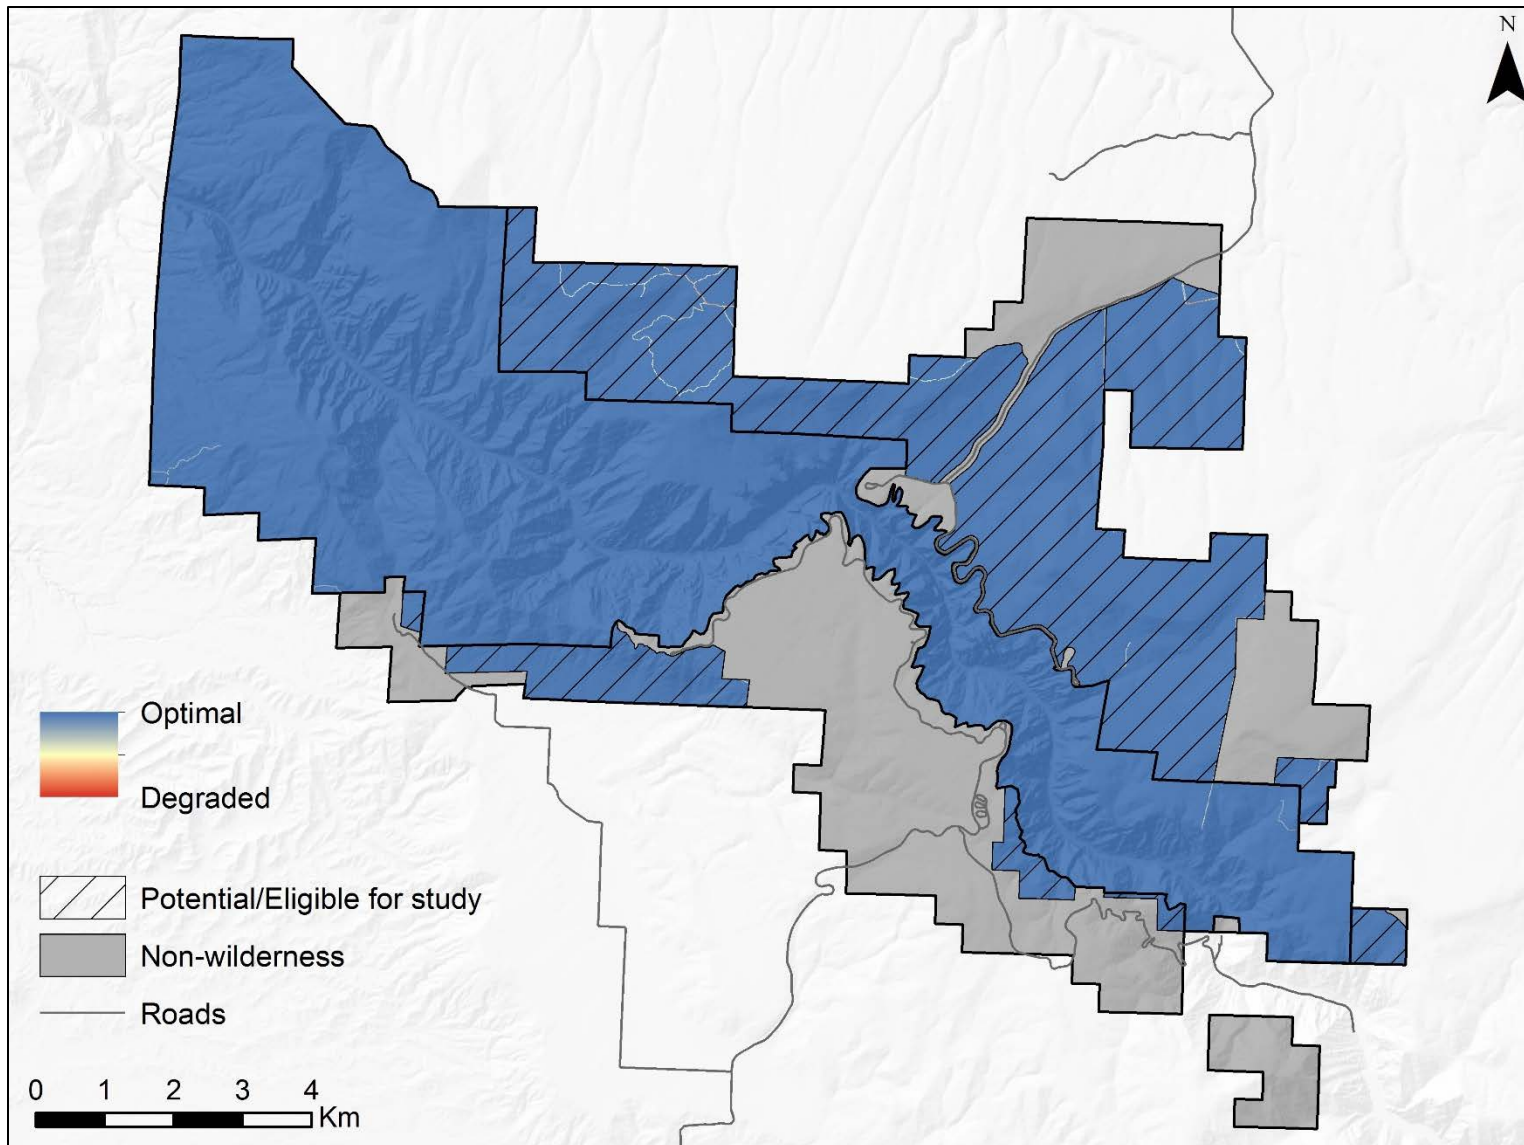 N
Optimal
Degraded
Potential/Eligible for study
Non-wilderness
Roads
0 1 2 3 4
Km